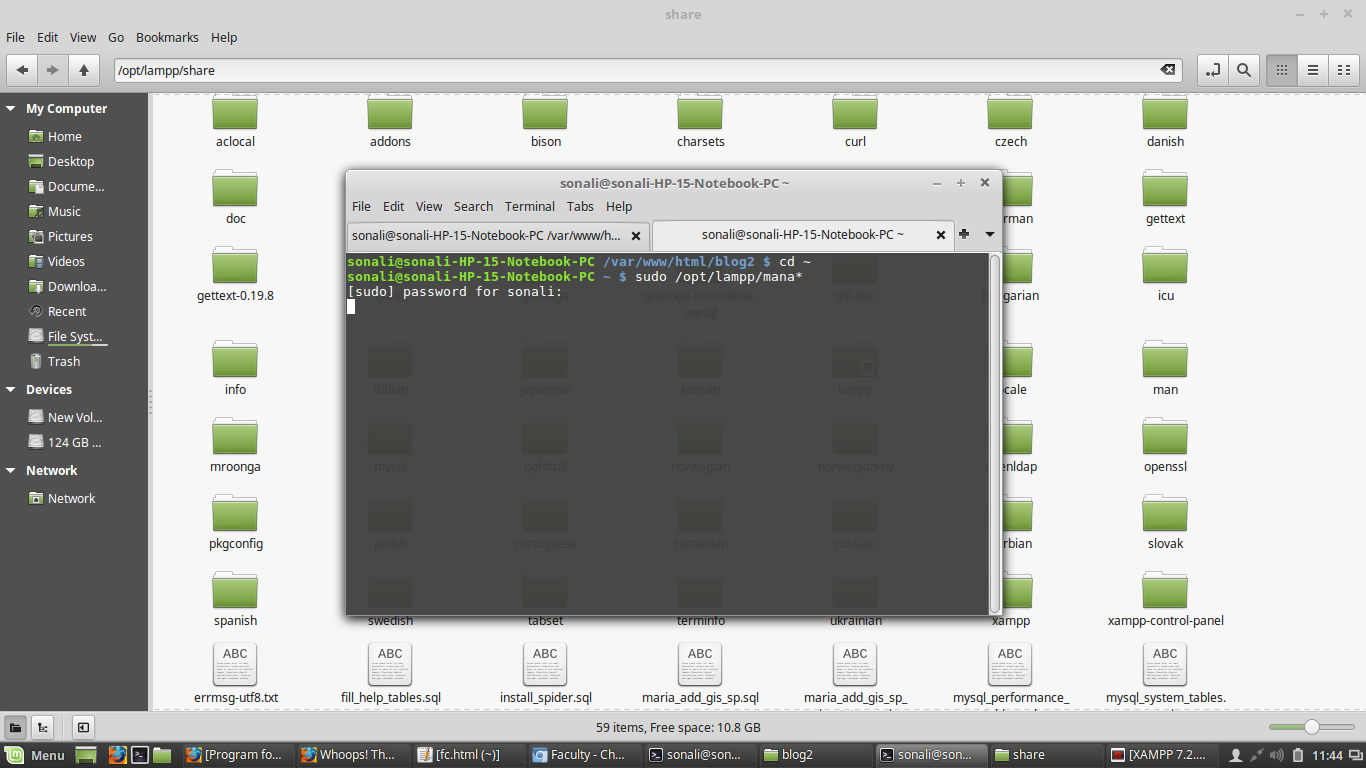 share
File Edit View Go Bookmarks Help
/opt/lampp/share
My Computer
Home
Desktop
Docume...
Music
Pictures
Videos
Downloa...
Recent
File Syst...
Trash
Devices
New Vol...
124 GB ...
Network
Network
aclocal addons bison charsets curl czech danish
doc rman gettext
gettext-0.19.8 groonga-normalizer-mysql gtk-doc garian icu
info italian japanese korean lampp cale man
mroonga mysql nghttp2 norwegian norwegian-ny enldap openssl
pkgconfig polish portuguese romanian russian rbian slovak
spanish swedish tabset terminfo ukrainian xampp xampp-control-panel
ABC ABC ABC ABC ABC ABC ABC
errmsg-utf8.txt fill_help_tables.sql install_spider.sql maria_add_gis_sp.sql maria_add_gis_sp_ mysql_performance_ mysql_system_tables.
sonali@sonali-HP-15-Notebook-PC ~
File Edit View Search Terminal Tabs Help
sonali@sonali-HP-15-Notebook-PC /var/www/h... sonali@sonali-HP-15-Notebook-PC ~
sonali@sonali-HP-15-Notebook-PC /var/www/html/blog2 $ cd ~
sonali@sonali-HP-15-Notebook-PC ~ $ sudo /opt/lampp/mana*
[sudo] password for sonali:
59 items, Free space: 10.8 GB
Menu [Program fo... Whoops! Th... [fc.html (~)] Faculty - Ch... sonali@son... blog2 sonali@son... share [XAMPP 7.2.... 11:44